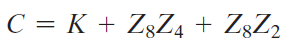 C = K + Z₈Z₄ + Z₈Z₂